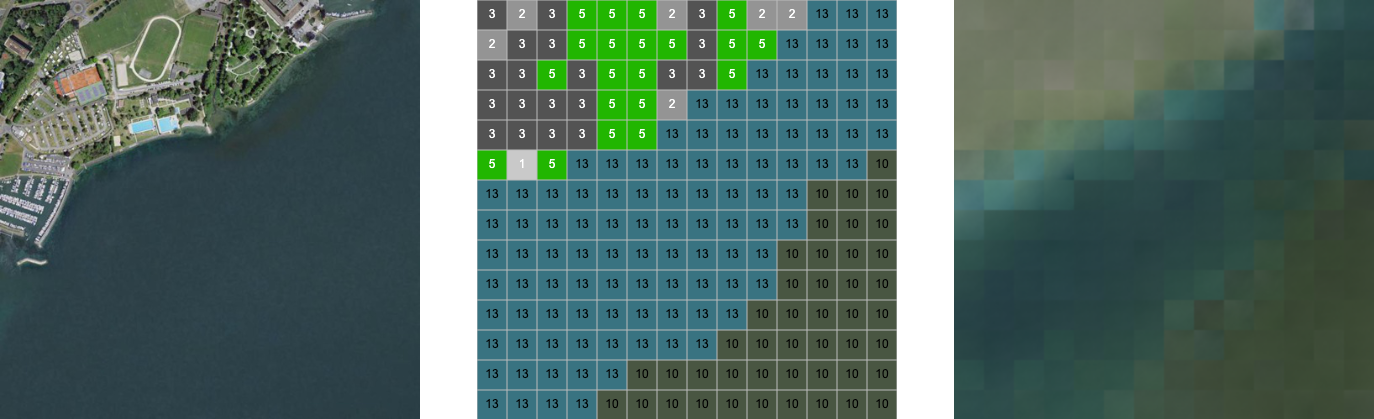 3 2 3 5 5 5 2 3 5 2 2 13 13 13
2 3 3 5 5 5 5 3 5 5 13 13 13 13
3 3 5 3 5 5 3 3 5 13 13 13 13 13
3 3 3 3 5 5 2 13 13 13 13 13 13 13
3 3 3 3 5 5 13 13 13 13 13 13 13 13
5 1 5 13 13 13 13 13 13 13 13 13 13 10
13 13 13 13 13 13 13 13 13 13 13 10 10 10
13 13 13 13 13 13 13 13 13 13 13 10 10 10
13 13 13 13 13 13 13 13 13 13 10 10 10 10
13 13 13 13 13 13 13 13 13 13 10 10 10 10
13 13 13 13 13 13 13 13 13 10 10 10 10 10
13 13 13 13 13 13 13 13 10 10 10 10 10 10
13 13 13 13 13 10 10 10 10 10 10 10 10 10
13 13 13 13 10 10 10 10 10 10 10 10 10 10